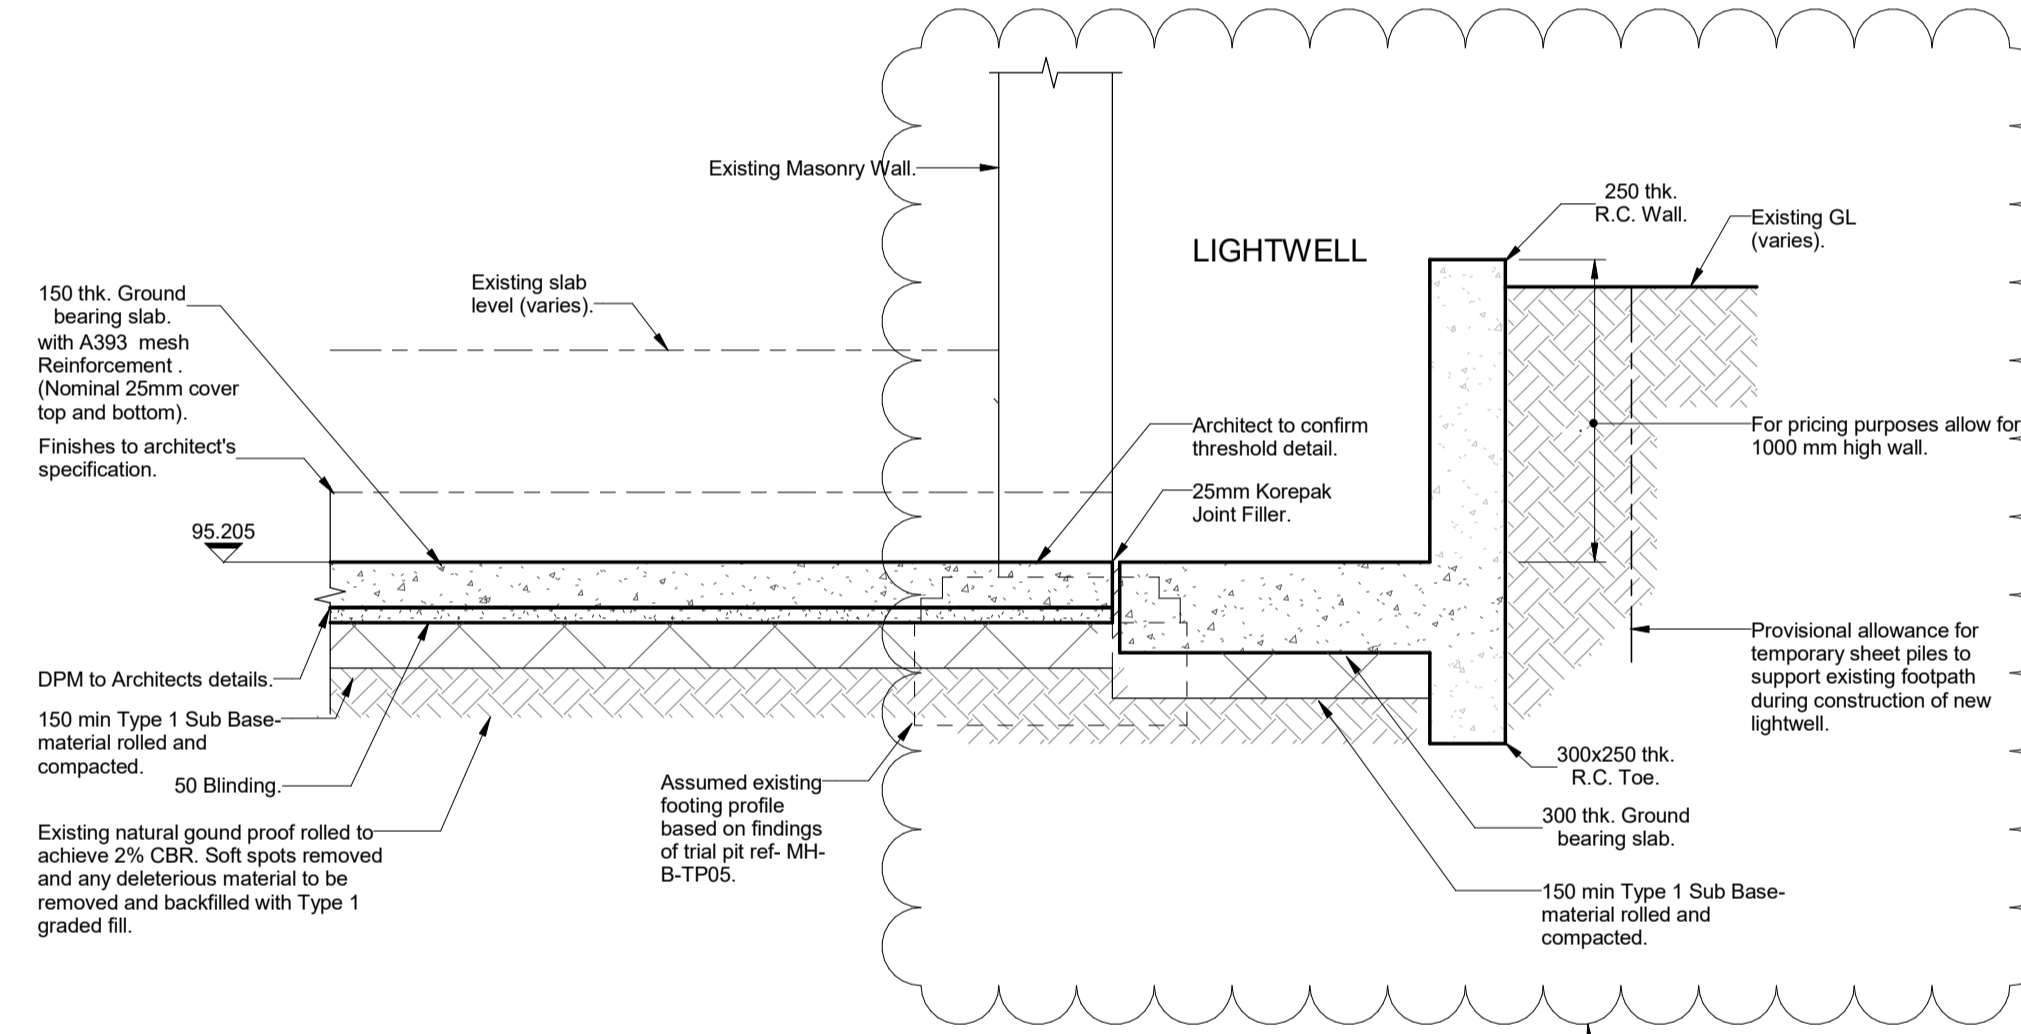 Existing Masonry Wall.
LIGHTWELL
250 thk.
R.C. Wall.
Existing GL
(varies).
150 thk. Ground
bearing slab.
with A393 mesh
Reinforcement .
(Nominal 25mm cover
top and bottom).
Existing slab
level (varies).
Finishes to architect's
specification.
Architect to confirm
threshold detail.
For pricing purposes allow for
1000 mm high wall.
25mm Korepak
Joint Filler.
95.205
DPM to Architects details.
150 min Type 1 Sub Base-
material rolled and
compacted.
50 Blinding.
Existing natural gound proof rolled to
achieve 2% CBR. Soft spots removed
and any deleterious material to be
removed and backfilled with Type 1
graded fill.
Assumed existing
footing profile
based on findings
of trial pit ref- MH-
B-TP05.
Provisional allowance for
temporary sheet piles to
support existing footpath
during construction of new
lightwell.
300x250 thk.
R.C. Toe.
300 thk. Ground
bearing slab.
150 min Type 1 Sub Base-
material rolled and
compacted.